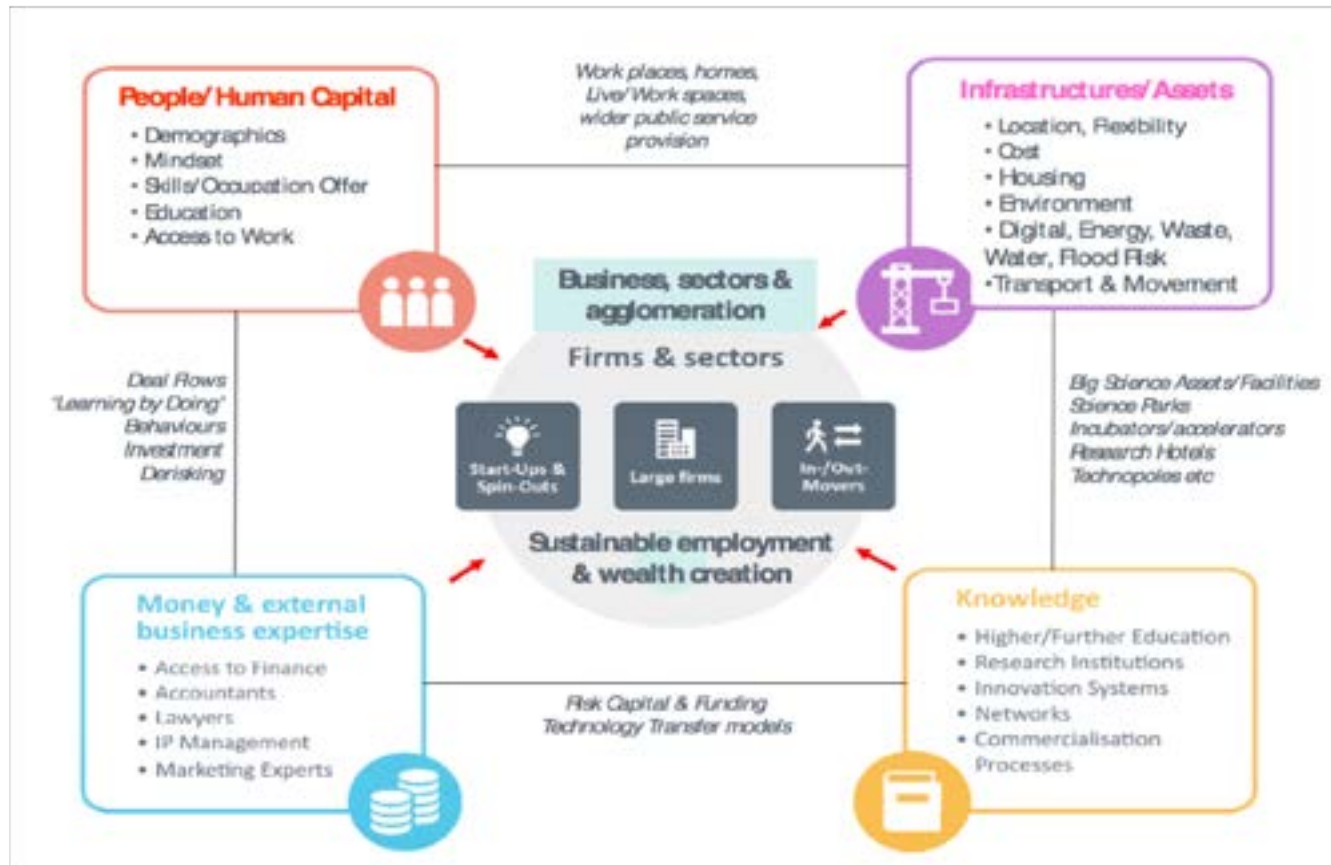 People/Human Capital
• Demographics
• Mindset
• Skills/Occupation Offer
• Education
• Access to Work
Work places, homes,
Live/Work spaces,
wider public service
provision
Infrastructures/Assets
• Location, Flexibility
• Cost
• Housing
• Environment
• Digital, Energy, Waste,
Water, Flood Risk
•Transport & Movement
Business, sectors &
agglomeration
Firms & sectors
Start-Ups &
Spin-Outs
Large firms
In-/Out-
Movers
Sustainable employment
& wealth creation
Deal Flows
"Learning by Doing"
Behaviours
Investment
Derisking
Big Science Assets/Facilities
Science Parks
Incubators/accelerators
Research Hotels
Technopoles etc
Money & external
business expertise
• Access to Finance
• Accountants
• Lawyers
• IP Management
• Marketing Experts
Risk Capital & Funding
Technology Transfer models
Knowledge
• Higher/Further Education
• Research Institutions
• Innovation Systems
• Networks
• Commercialisation
Processes